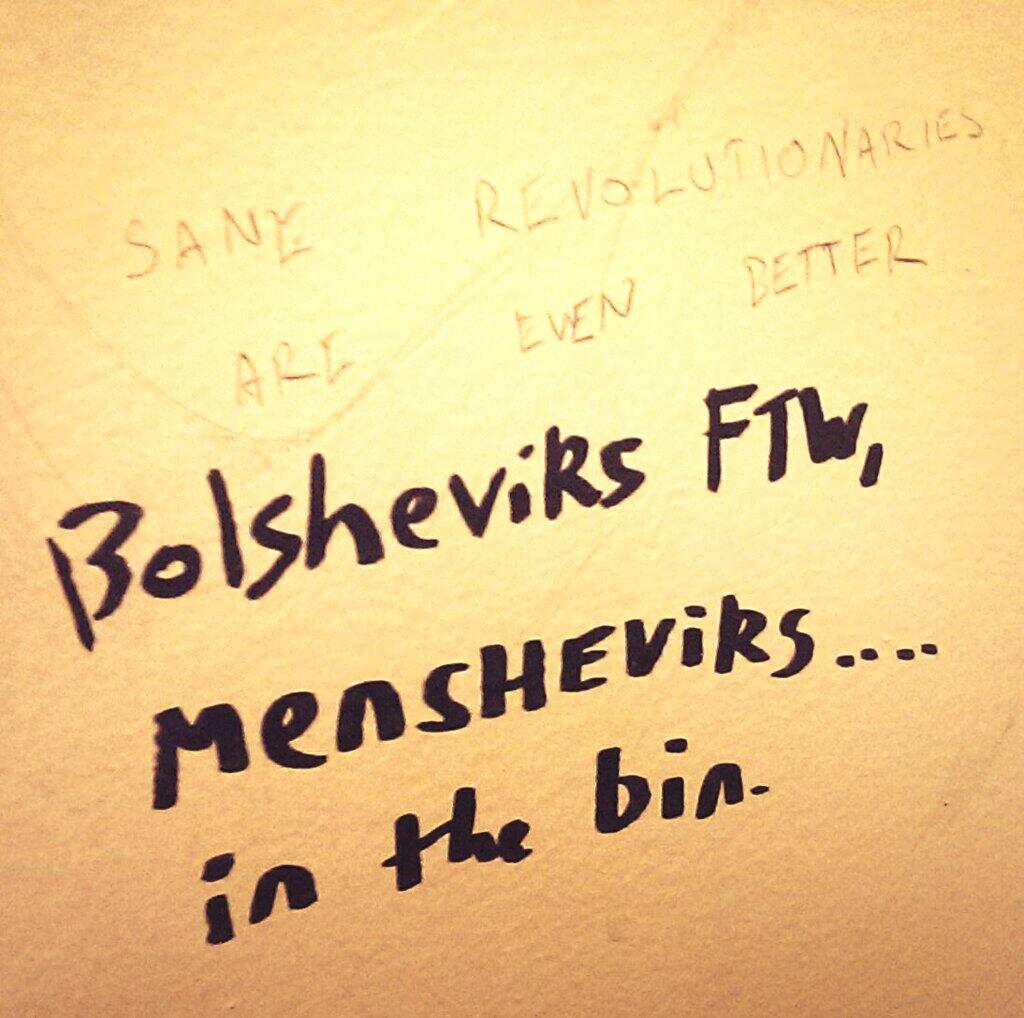 SANE REVOLUTIONARIES
ARE EVEN BETTER.
Bolsheviks FTW,
MensHEviks....
in the bin.